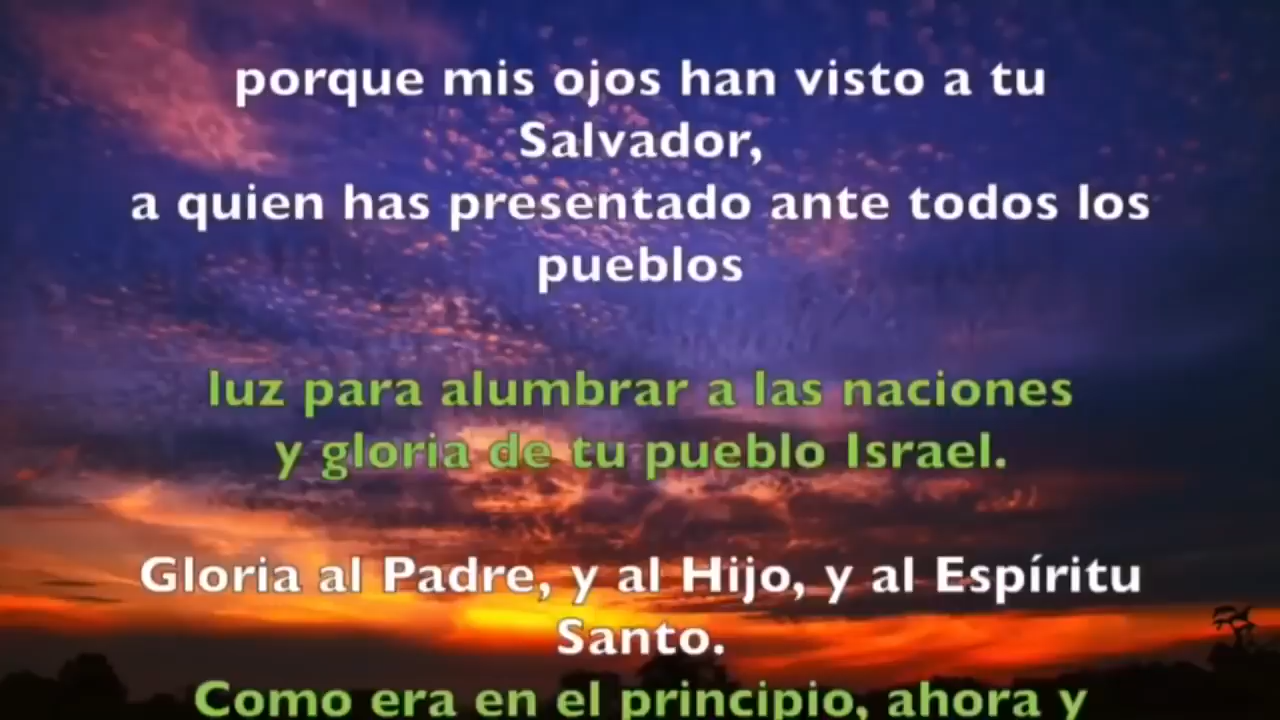 porque mis ojos han visto a tu
Salvador,
a quien has presentado ante todos los
pueblos
luz para alumbrar a las naciones
y gloria de tu pueblo Israel.
Gloria al Padre, y al Hijo, y al Espíritu
Santo.
Como era en el principio, ahora y